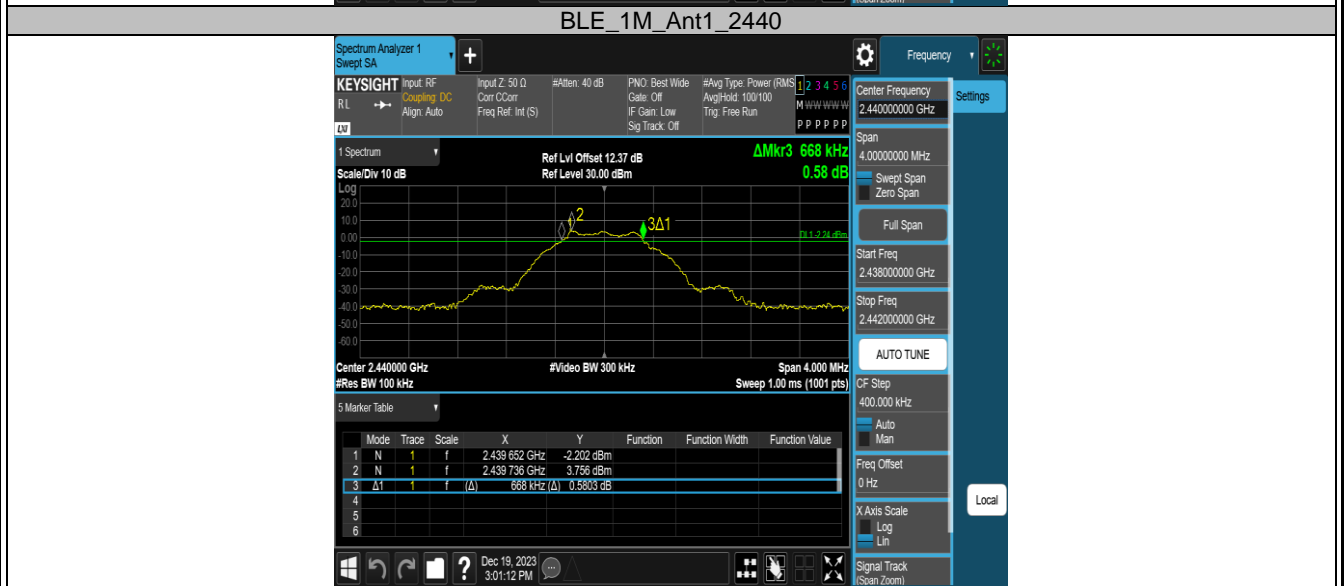 (Span Zoom)
BLE_1M_Ant1_2440
Spectrum Analyzer 1
Swept SA
Frequency
KEYSIGHT Input: RF Input Z: 50 Ω #Atten: 40 dB PNO: Best Wide #Avg Type: Power (RMS 1 2 3 4 5 6
RL Coupling: DC Corr CCorr Gate: Off Avg|Hold: 100/100 M W W W W W
Align: Auto Freq Ref: Int (S) IF Gain: Low Trig: Free Run
Sig Track: Off P P P P P P
LXI
Center Frequency
2.440000000 GHz
Settings
1 Spectrum
Scale/Div 10 dB
Ref Lvl Offset 12.37 dB
Ref Level 30.00 dBm
ΔMkr3 668 kHz
0.58 dB
Span
4.00000000 MHz
Swept Span
Zero Span
Full Span
Start Freq
2.438000000 GHz
Stop Freq
2.442000000 GHz
AUTO TUNE
CF Step
400.000 kHz
Auto
Man
Freq Offset
0 Hz
X Axis Scale
Log
Lin
Signal Track
(Span Zoom)
Local
Log
20.0
10.0
0.00
-10.0
-20.0
-30.0
-40.0
-50.0
-60.0
1
2
3Δ1
DL1 -2.24 dBm
Center 2.440000 GHz #Video BW 300 kHz Span 4.000 MHz
#Res BW 100 kHz Sweep 1.00 ms (1001 pts)
5 Marker Table
Mode Trace Scale X Y Function Function Width Function Value
1 N 1 f 2.439 652 GHz -2.202 dBm
2 N 1 f 2.439 736 GHz 3.756 dBm
3 Δ1 1 f (Δ) 668 kHz (Δ) 0.5803 dB
4
5
6
Dec 19, 2023
3:01:12 PM